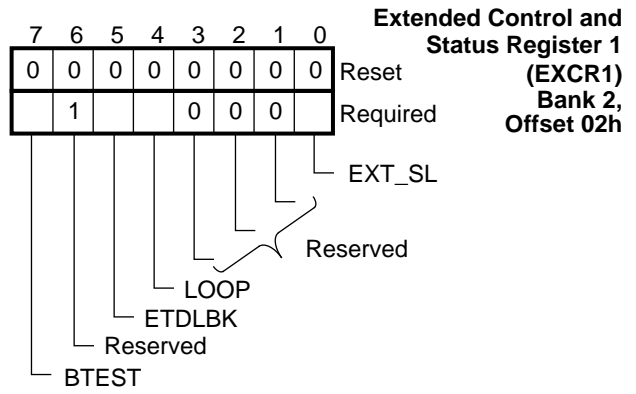 Extended Control and
Status Register 1
(EXCR1)
Bank 2,
Offset 02h
7 6 5 4 3 2 1 0
0 0 0 0 0 0 0 0 Reset
1 0 0 0 Required
EXT_SL
Reserved
LOOP
ETDLBK
Reserved
BTEST